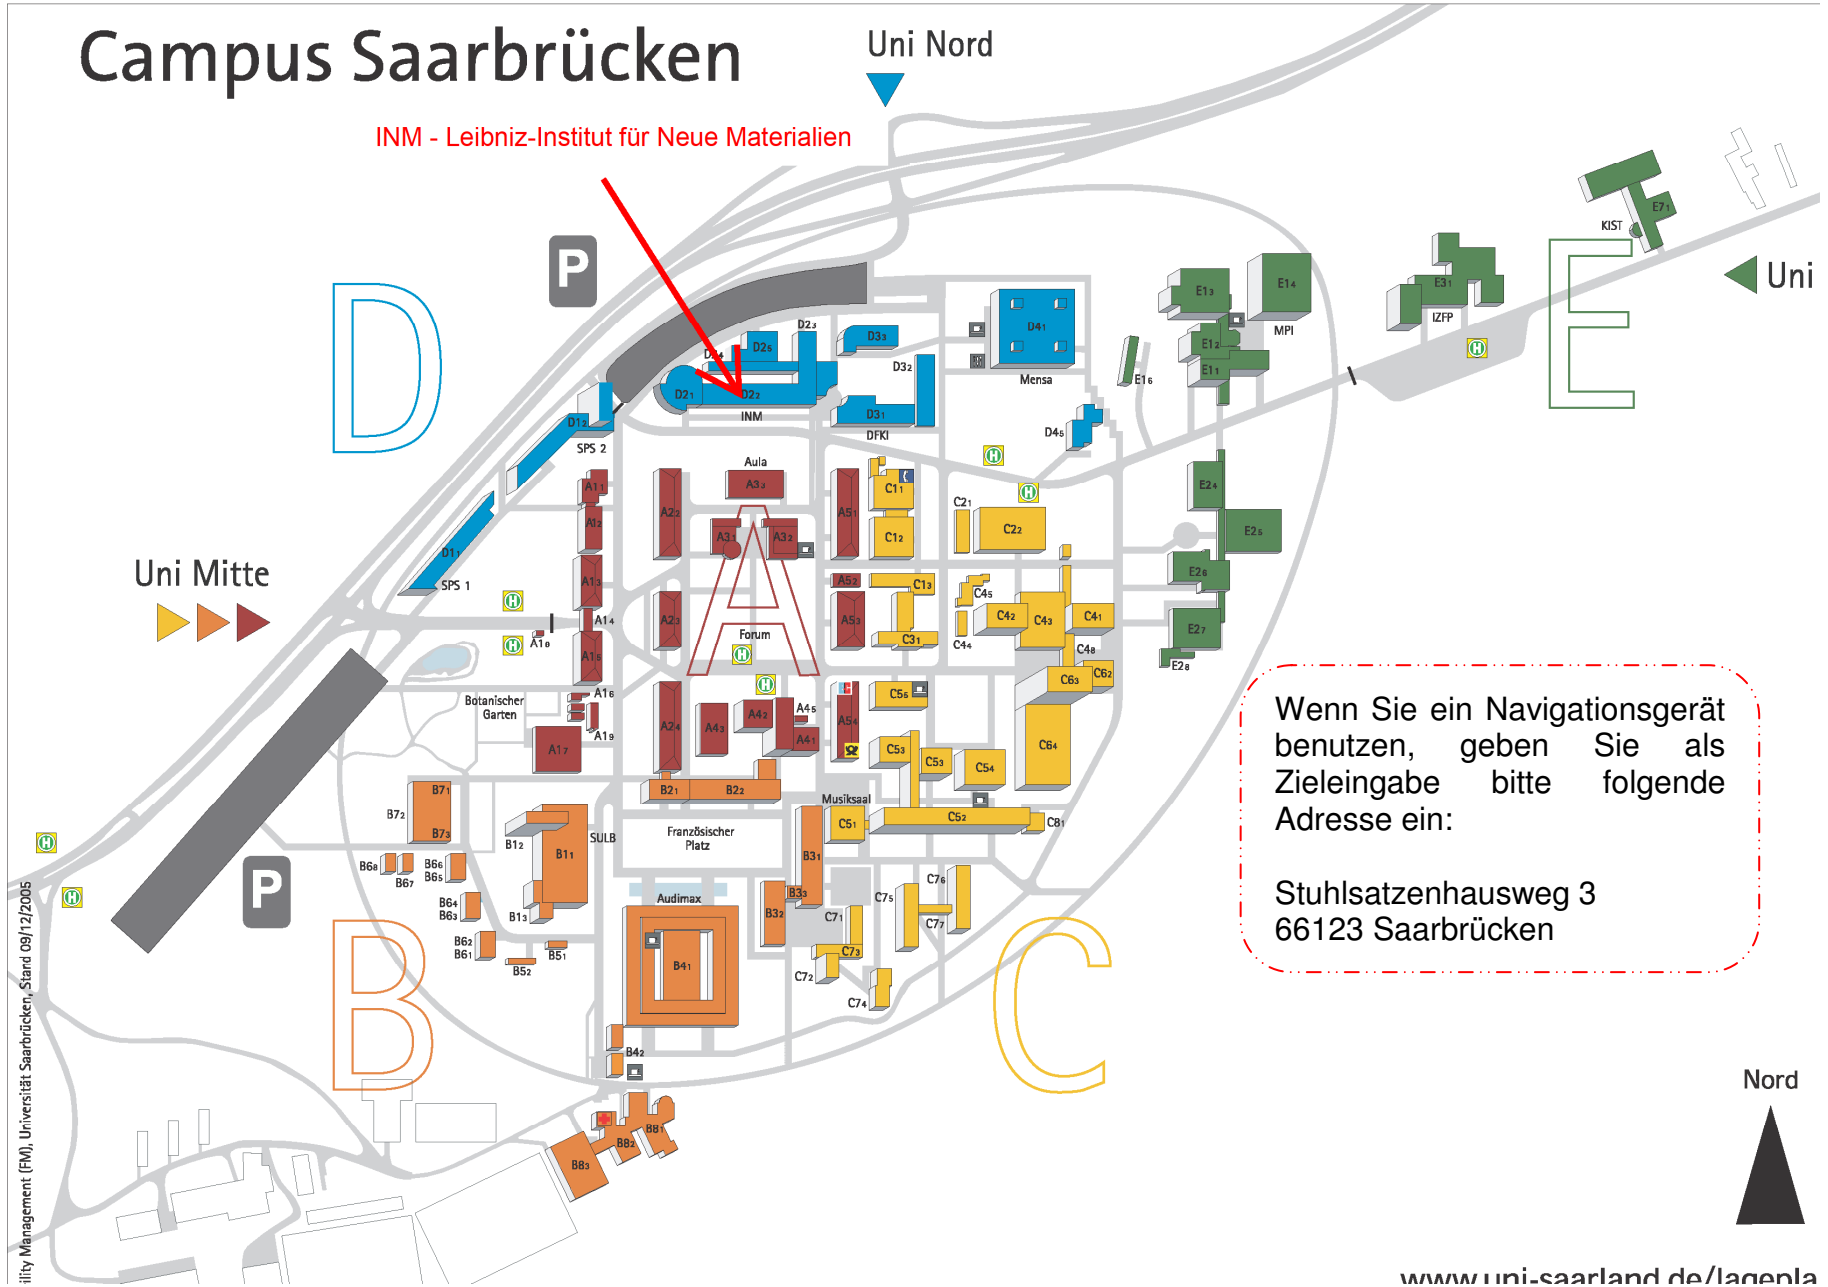 Campus Saarbrücken
Uni Nord
INM - Leibniz-Institut für Neue Materialien
P
D
E
KIST
E71
Uni
E31
IZFP
E13
E14
MPI
E12
E11
E16
D41
Mensa
D45
D23
D33
D24
D25
D32
D21
D22
INM
D31
DFKI
D12
SPS 2
D11
SPS 1
Uni Mitte
H
H
H
H
H
A
Aula
A33
A11
A12
A22
A31
A32
A51
C11
C12
C21
C22
E24
E25
E26
E27
E28
A13
A14
A18
A15
A23
Forum
H
H
A52
A53
C13
C31
C45
C44
C42
C43
C41
C48
C62
C63
C64
Botanischer
Garten
A16
A19
A17
A24
A43
A42
A45
A41
A54
C55
C53
C53
C54
B21
B22
Musiksaal
C51
C52
C81
Französischer
Platz
B71
B72
B73
B12
B11
SULB
B13
B31
B33
B32
B68
B67
B66
B65
B64
B63
B62
B61
B51
B52
Audimax
B41
B42
C71
C73
C72
C74
C75
C76
C77
H
H
P
B
C
B81
B82
B83
Wenn Sie ein Navigationsgerät
benutzen, geben Sie als
Zieleingabe bitte folgende
Adresse ein:
Stuhlsatzenhausweg 3
66123 Saarbrücken
Nord
ility Management (FM), Universität Saarbrücken, Stand 09/12/2005
www.uni-saarland.de/lagepla